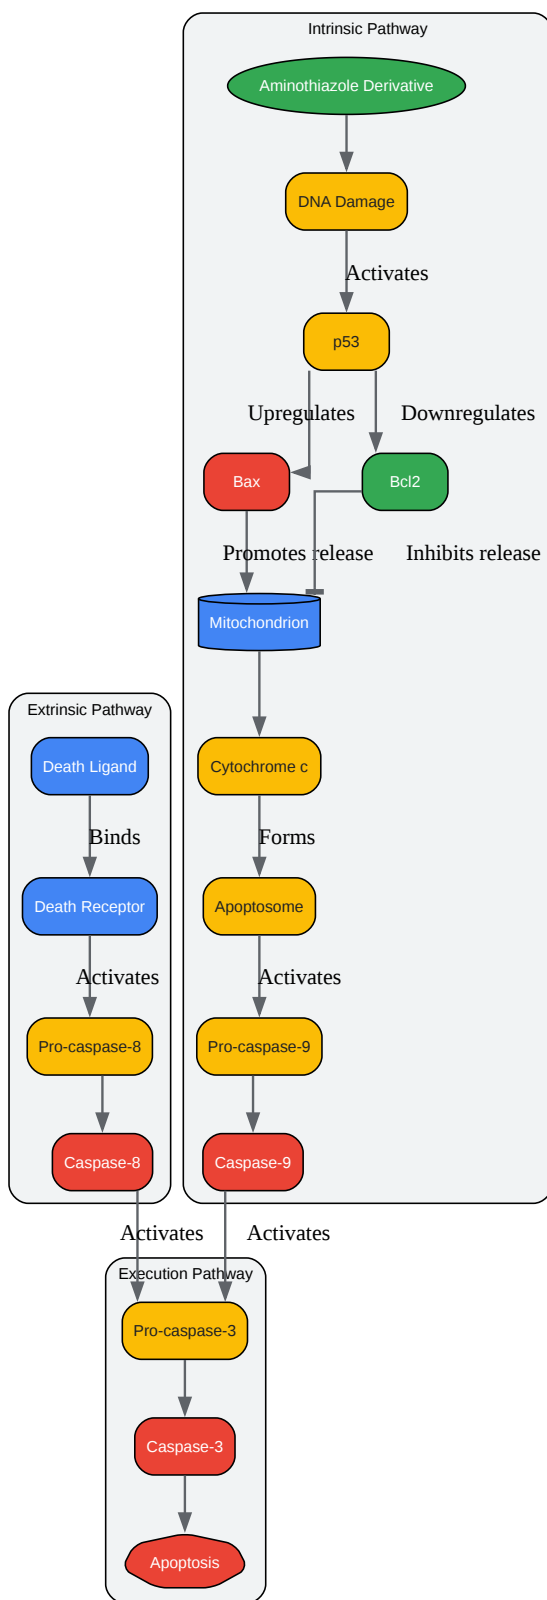 Intrinsic Pathway
Aminothiazole Derivative
DNA Damage
Activates
p53
Upregulates
Downregulates
Bax
Bcl2
Promotes release
Inhibits release
Mitochondrion
Extrinsic Pathway
Death Ligand
Cytochrome c
Binds
Forms
Death Receptor
Apoptosome
Activates
Activates
Pro-caspase-8
Pro-caspase-9
Caspase-8
Caspase-9
Activates
Activates
Execution Pathway
Pro-caspase-3
Caspase-3
Apoptosis